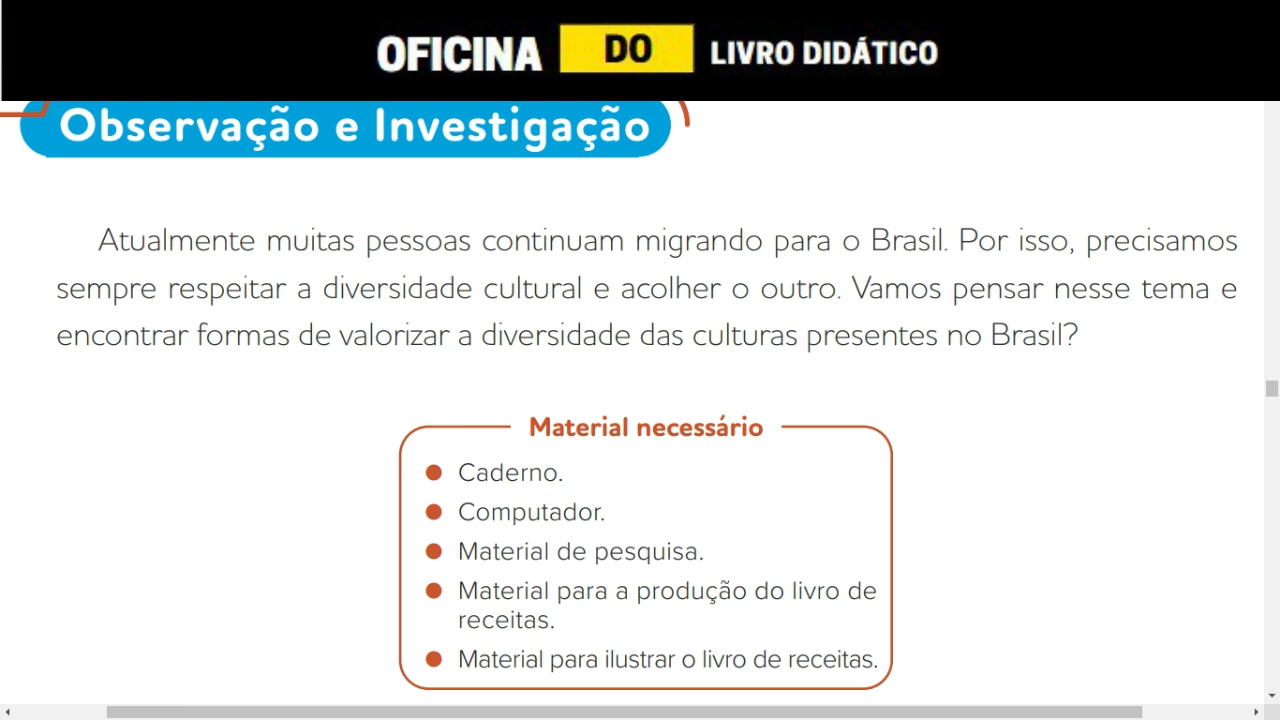 OFICINA DO LIVRO DIDÁTICO
Observação e Investigação
Atualmente muitas pessoas continuam migrando para o Brasil. Por isso, precisamos
sempre respeitar a diversidade cultural e acolher o outro. Vamos pensar nesse tema e
encontrar formas de valorizar a diversidade das culturas presentes no Brasil?
Material necessário
Caderno.
Computador.
Material de pesquisa.
Material para a produção do livro de
receitas.
Material para ilustrar o livro de receitas.